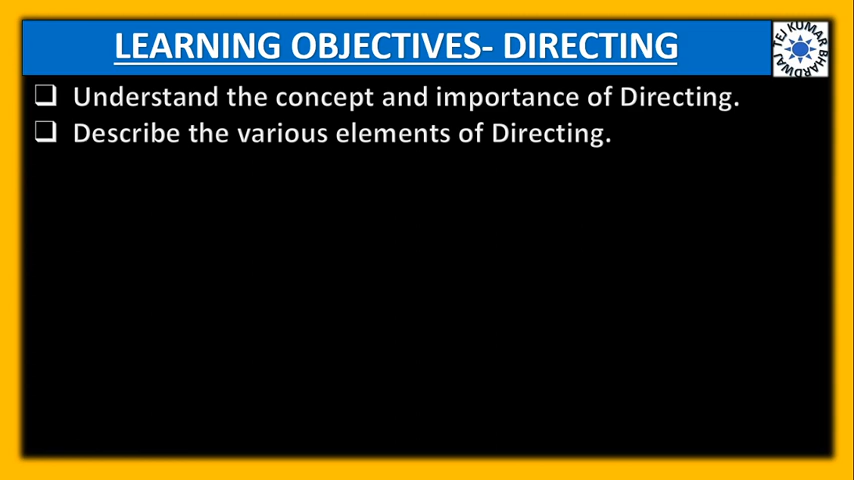 LEARNING OBJECTIVES- DIRECTING
TEJ KUMAR BHARDWAJ
❑ Understand the concept and importance of Directing.
❑ Describe the various elements of Directing.